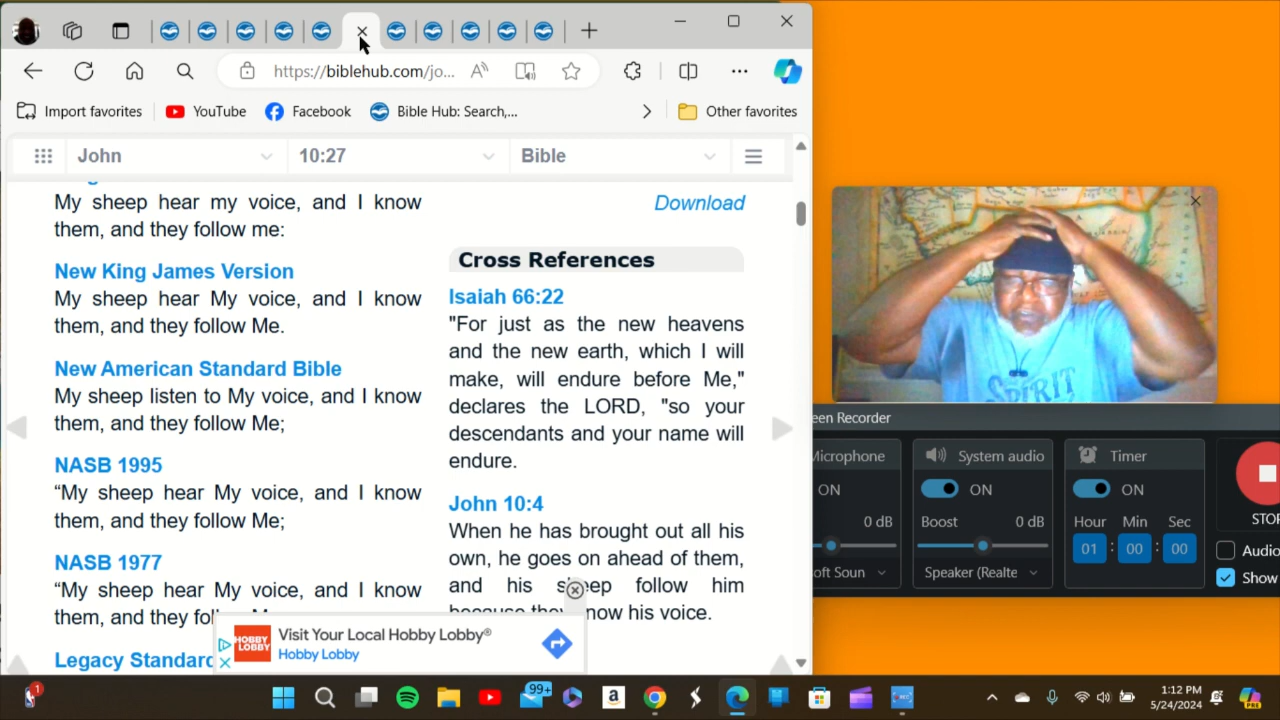 https://biblehub.com/jo...
Import favorites
YouTube
Facebook
Bible Hub: Search,...
Other favorites
John
10:27
Bible
My sheep hear my voice, and I know
them, and they follow me:
New King James Version
My sheep hear My voice, and I know
them, and they follow Me.
New American Standard Bible
My sheep listen to My voice, and I know
them, and they follow Me;
NASB 1995
“My sheep hear My voice, and I know
them, and they follow Me;
NASB 1977
“My sheep hear My voice, and I know
them, and they
Legacy
Download
Cross References
Isaiah 66:22
"For just as the new heavens
and the new earth, which I will
make, will endure before Me,"
declares the LORD, "so your
descendants and your name will
endure.
John 10:4
When he has brought out all his
own, he goes on ahead of them,
and his sheep follow him
his voice.
HOBBY
LOBBY
Visit Your Local Hobby Lobby®
Hobby Lobby
SPIRIT
Recorder
Microphone
ON
0 dB
System audio
ON
Boost
0 dB
Speaker (Realte
Timer
ON
Hour Min Sec
01 : 00 : 00
Show
1
99+
1:12 PM
5/24/2024
PRE